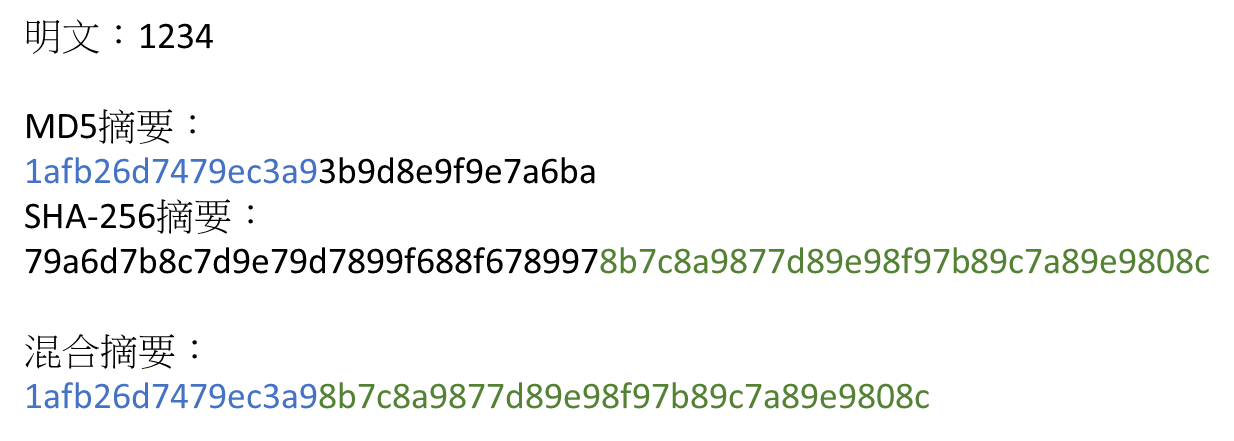 明文：1234
MD5摘要：
1afb26d7479ec3a93b9d8e9f9e7a6ba
SHA-256摘要：
79a6d7b8c7d9e79d7899f688f6789978b7c8a9877d89e98f97b89c7a89e9808c
混合摘要：
1afb26d7479ec3a98b7c8a9877d89e98f97b89c7a89e9808c